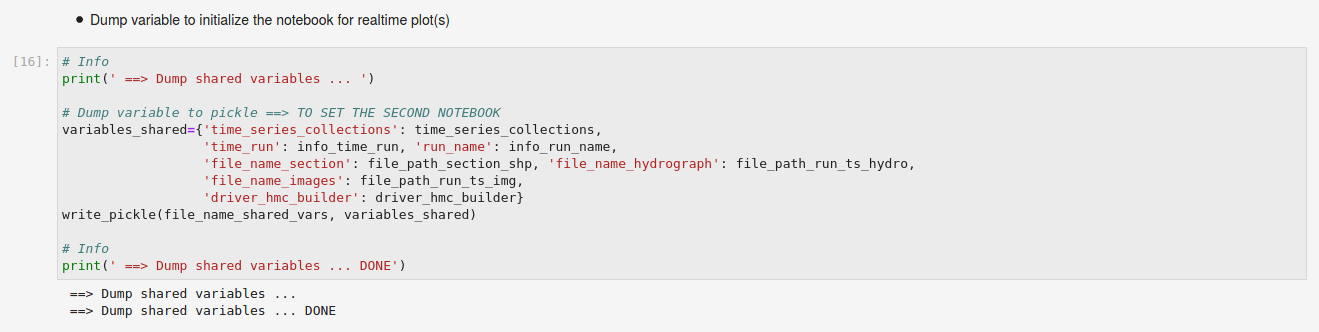 • Dump variable to initialize the notebook for realtime plot(s)
[16]: # Info
print(' ==> Dump shared variables ... ')
# Dump variable to pickle ==> TO SET THE SECOND NOTEBOOK
variables_shared={'time_series_collections': time_series_collections,
'time_run': info_time_run, 'run_name': info_run_name,
'file_name_section': file_path_section_shp, 'file_name_hydrograph': file_path_run_ts_hydro,
'file_name_images': file_path_run_ts_img,
'driver_hmc_builder': driver_hmc_builder}
write_pickle(file_name_shared_vars, variables_shared)
# Info
print(' ==> Dump shared variables ... DONE')
==> Dump shared variables ...
==> Dump shared variables ... DONE